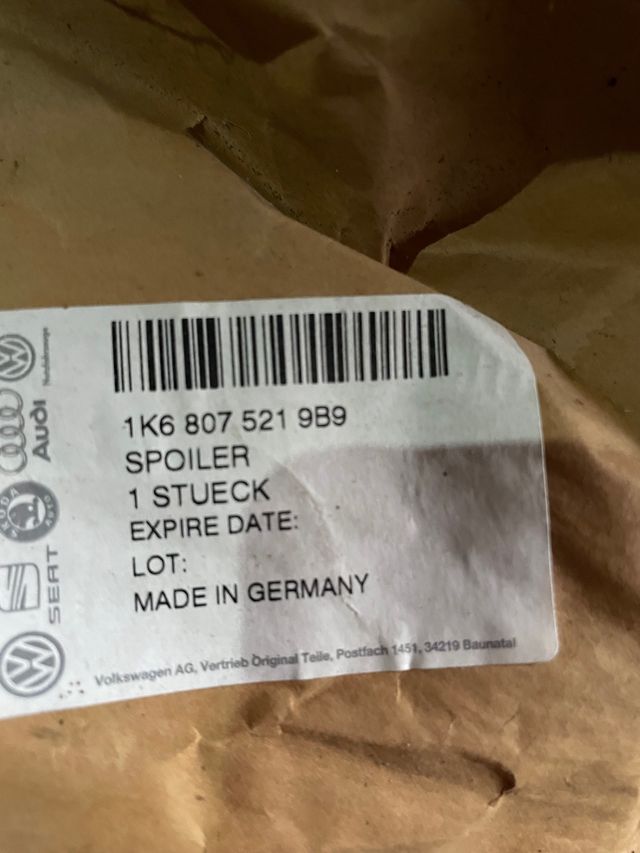 1K6 807 521 9B9
SPOILER
1 STUECK
EXPIRE DATE:
LOT:
MADE IN GERMANY
Volkswagen AG, Vertrieb Original Teile, Postfach 1451, 34219 Baunatal
Audi
SEAT